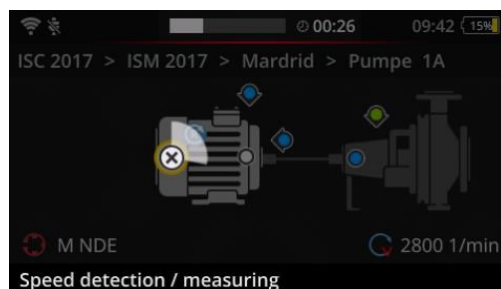 00:26 09:42 15%
ISC 2017 > ISM 2017 > Mardrid > Pumpe 1A
M NDE 2800 1/min
Speed detection / measuring